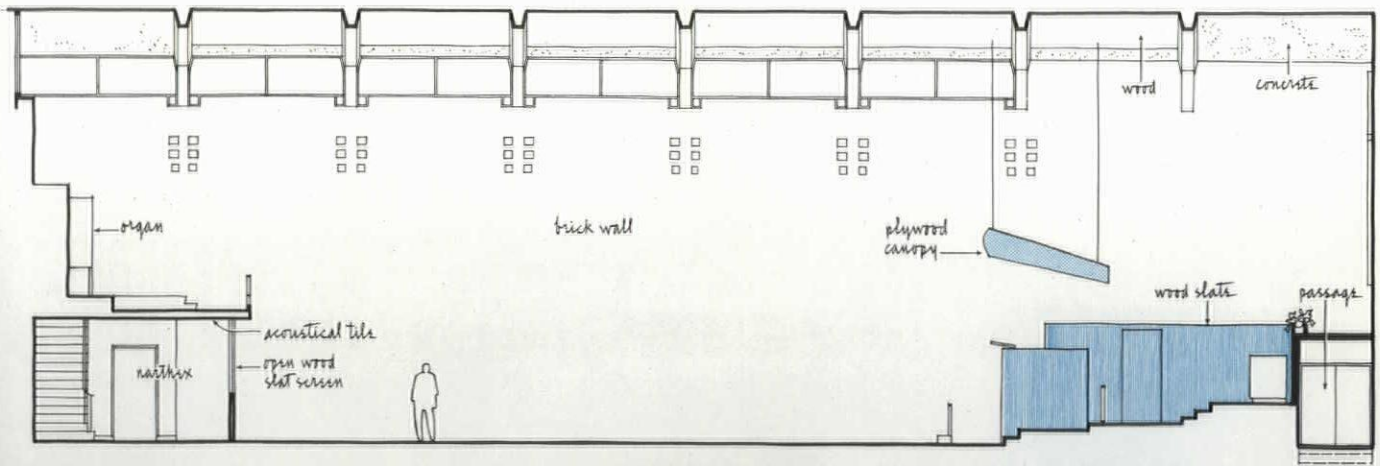 wood
concrete
organ
brick wall
plywood
canopy
wood slats
passage
acoustical tile
open wood
slat screen
narthex